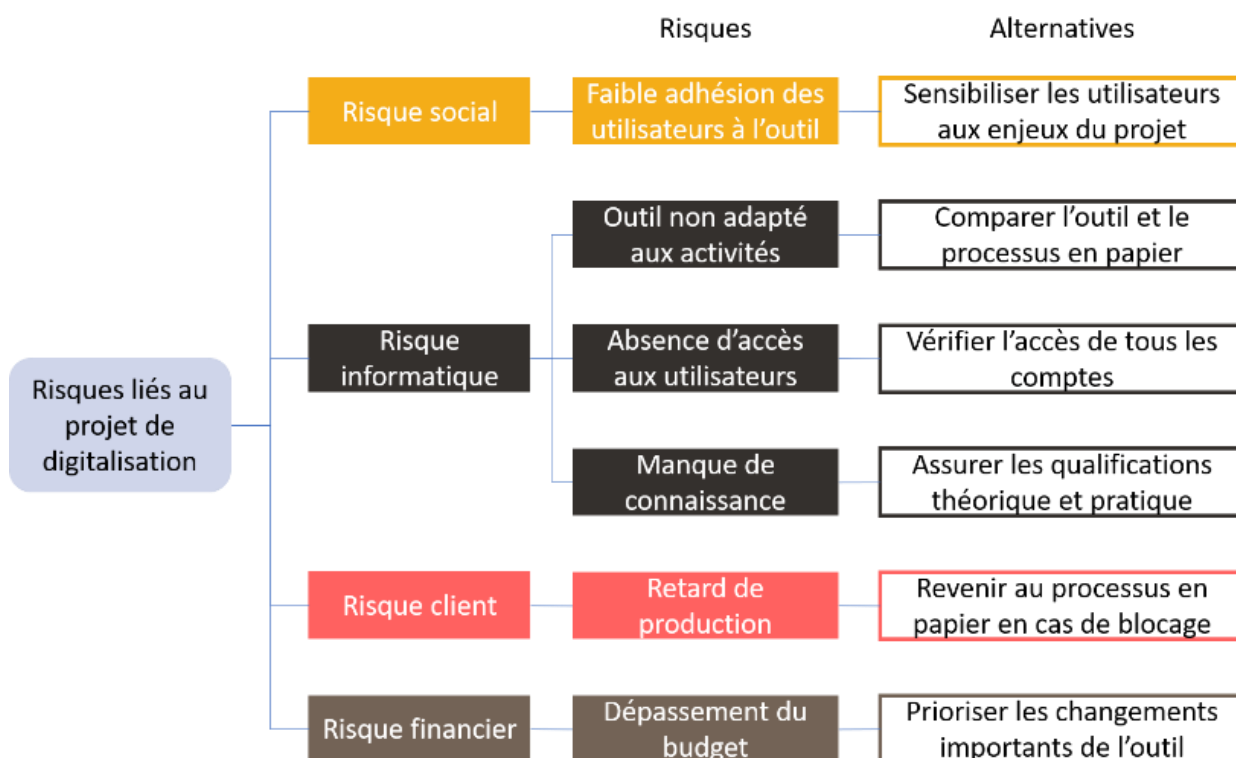 Risques
Alternatives
Risque social
Faible adhésion des
utilisateurs à l’outil
Sensibiliser les utilisateurs
aux enjeux du projet
Outil non adapté
aux activités
Comparer l’outil et le
processus en papier
Risques liés au
projet de
digitalisation
Risque
informatique
Absence d’accès
aux utilisateurs
Vérifier l’accès de tous les
comptes
Manque de
connaissance
Assurer les qualifications
théorique et pratique
Risque client
Retard de
production
Revenir au processus en
papier en cas de blocage
Risque financier
Dépassement du
budget
Prioriser les changements
importants de l’outil